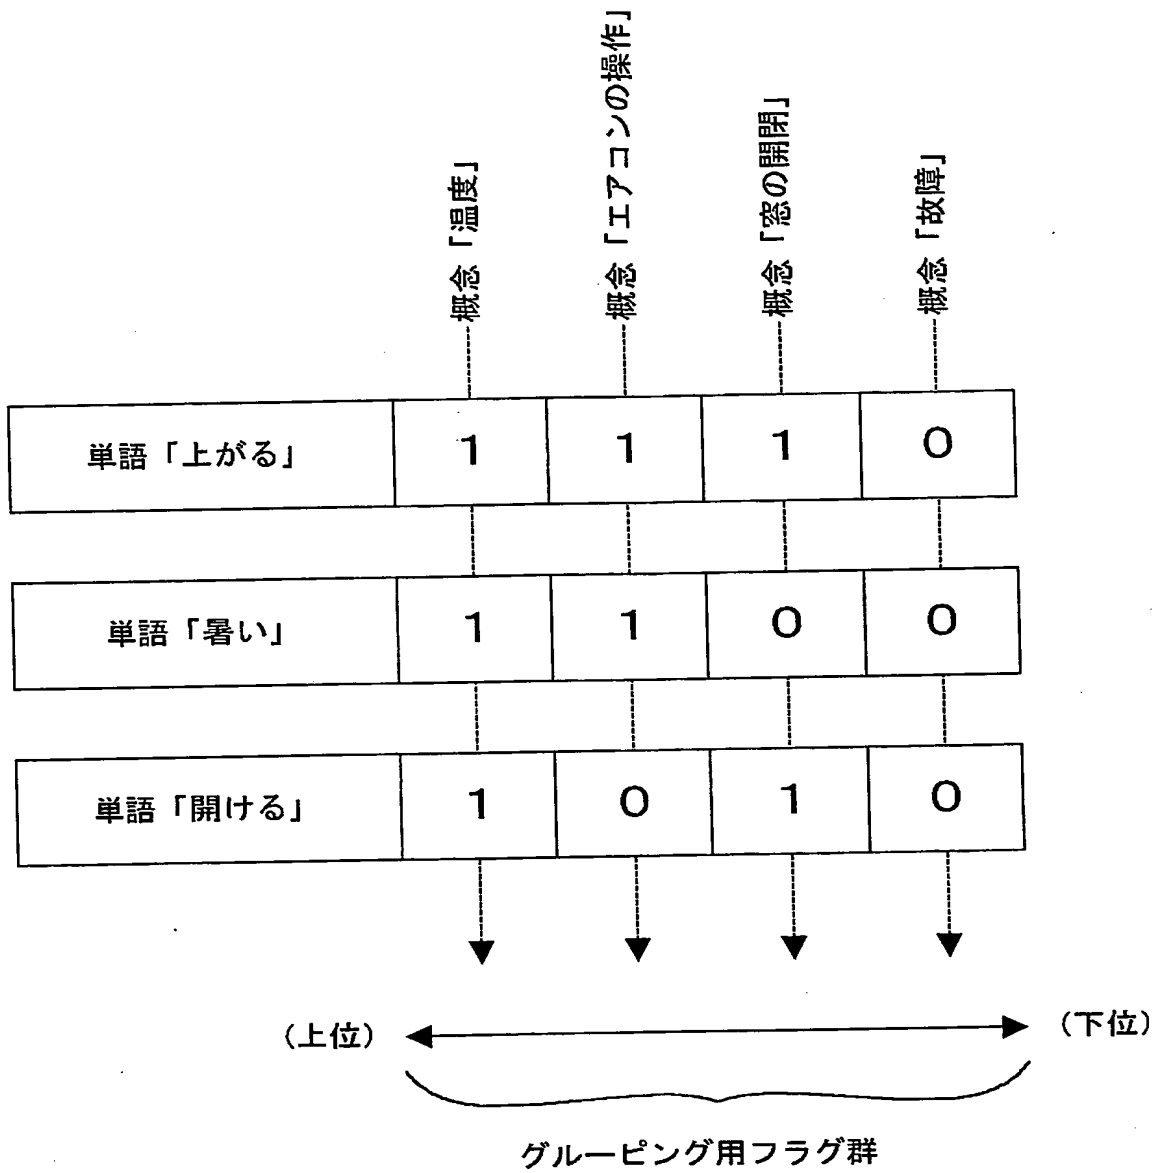 概念「温度」
概念「エアコンの操作」
概念「窓の開閉」
概念「故障」
単語「上がる」 1 1 1 0
単語「暑い」 1 1 0 0
単語「開ける」 1 0 1 0
(上位) (下位)
グルーピング用フラグ群